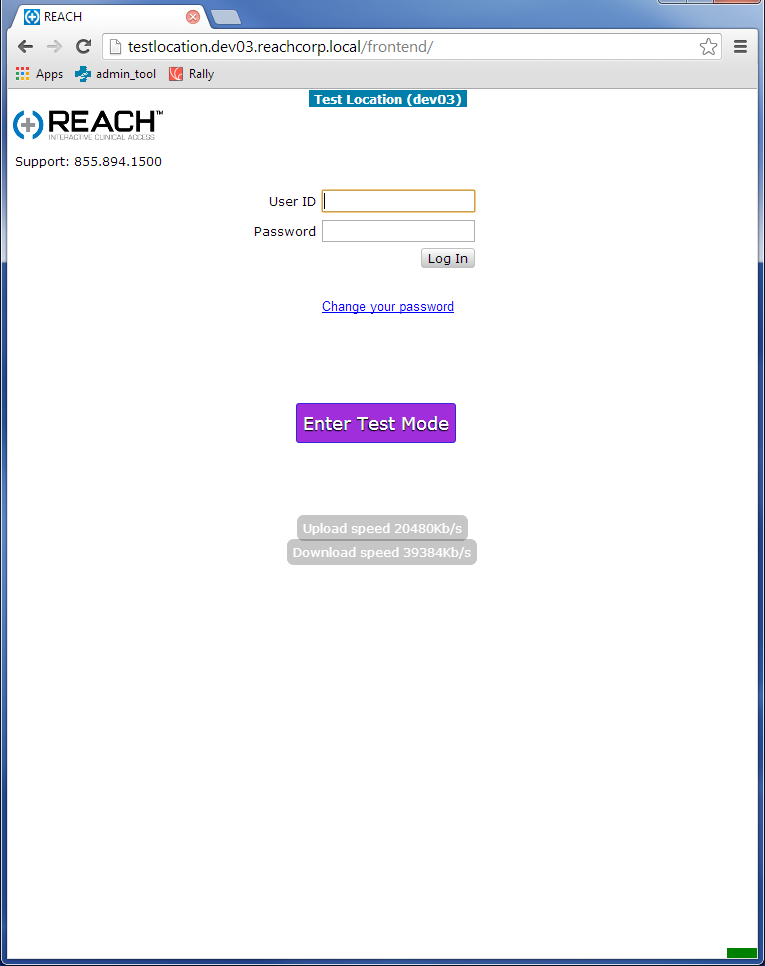 REACH
testlocation.dev03.reachcorp.local/frontend/
Apps admin_tool Rally
Test Location (dev03)
REACH™
INTERACTIVE CLINICAL ACCESS
Support: 855.894.1500
User ID
Password
Log In
Change your password
Enter Test Mode
Upload speed 20480Kb/s
Download speed 39384Kb/s